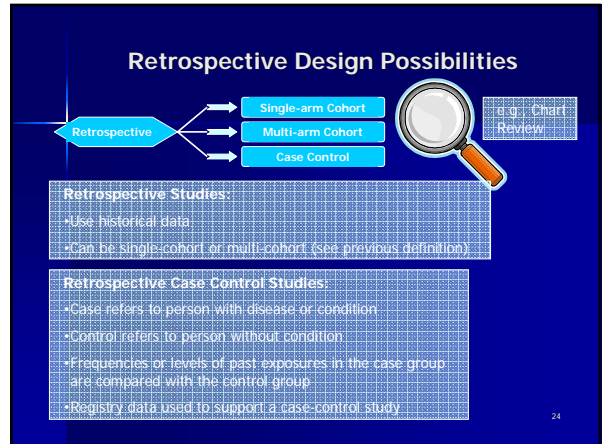 Retrospective Design Possibilities
Retrospective
Single-arm Cohort
Multi-arm Cohort
Case Control
e.g., Chart
Review
Retrospective Studies:
•Use historical data
•Can be single-cohort or multi-cohort (see previous definition)
Retrospective Case Control Studies:
•Case refers to person with disease or condition
•Control refers to person without condition
•Frequencies or levels of past exposures in the case group
are compared with the control group
•Registry data used to support a case-control study
24